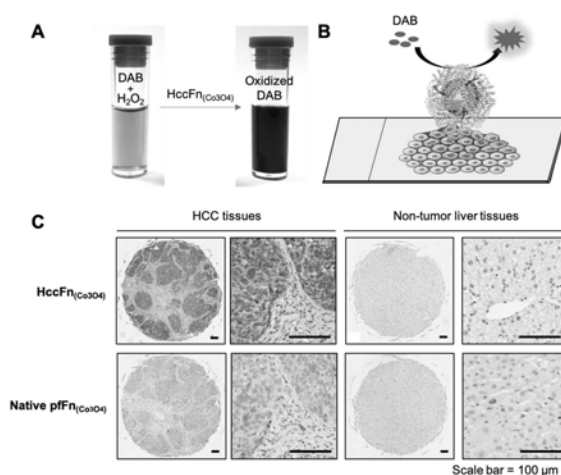 A
DAB
+
H₂O₂
HccFn(Co3O4)
Oxidized
DAB
B
DAB
C
HCC tissues
Non-tumor liver tissues
HccFn(Co3O4)
Native pfFn(Co3O4)
Scale bar = 100 μm